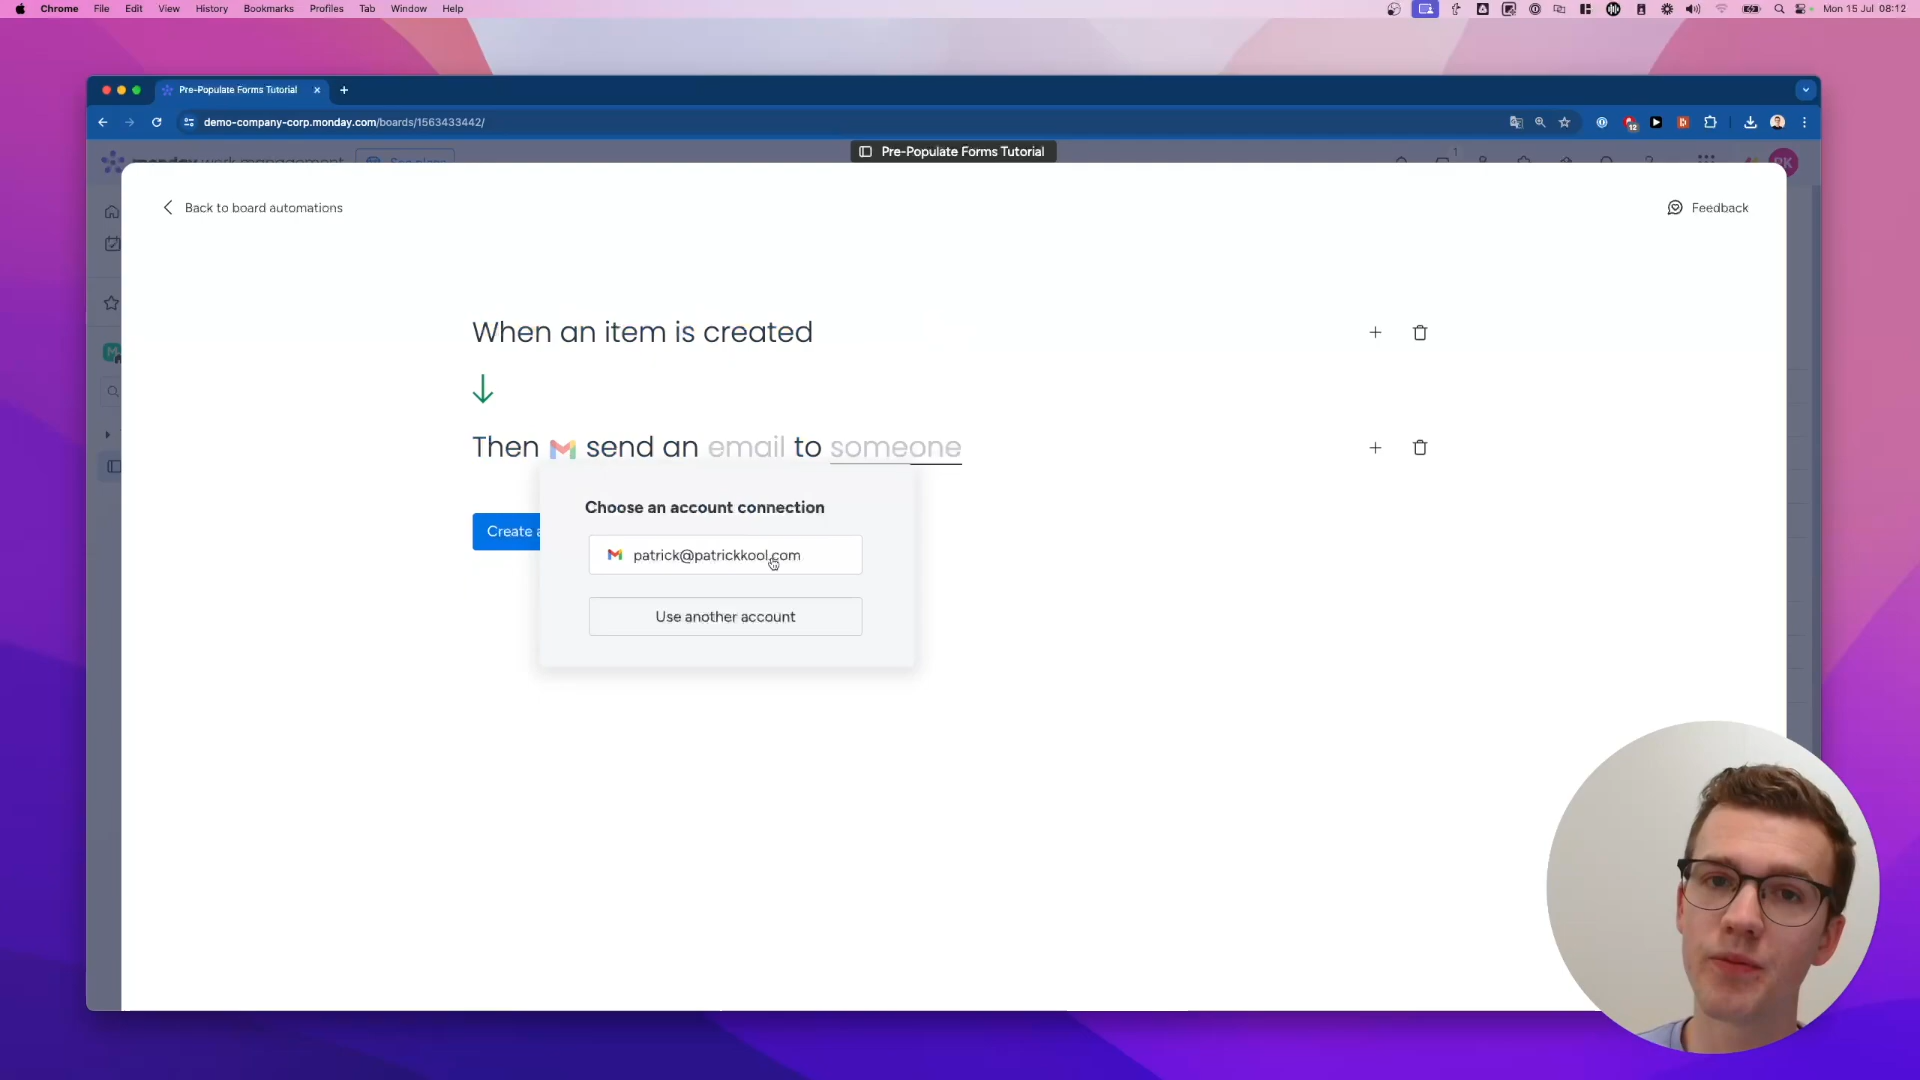 Chrome File Edit View History Bookmarks Profiles Tab Window Help Mon 15 Jul 08:12
Pre-Populate Forms Tutorial
demo-company-corp.monday.com/boards/1563433442/
12
Pre-Populate Forms Tutorial
Back to board automations
Feedback
When an item is created
Then send an email to someone
Choose an account connection
Create a
patrick@patrickkool.com
Use another account